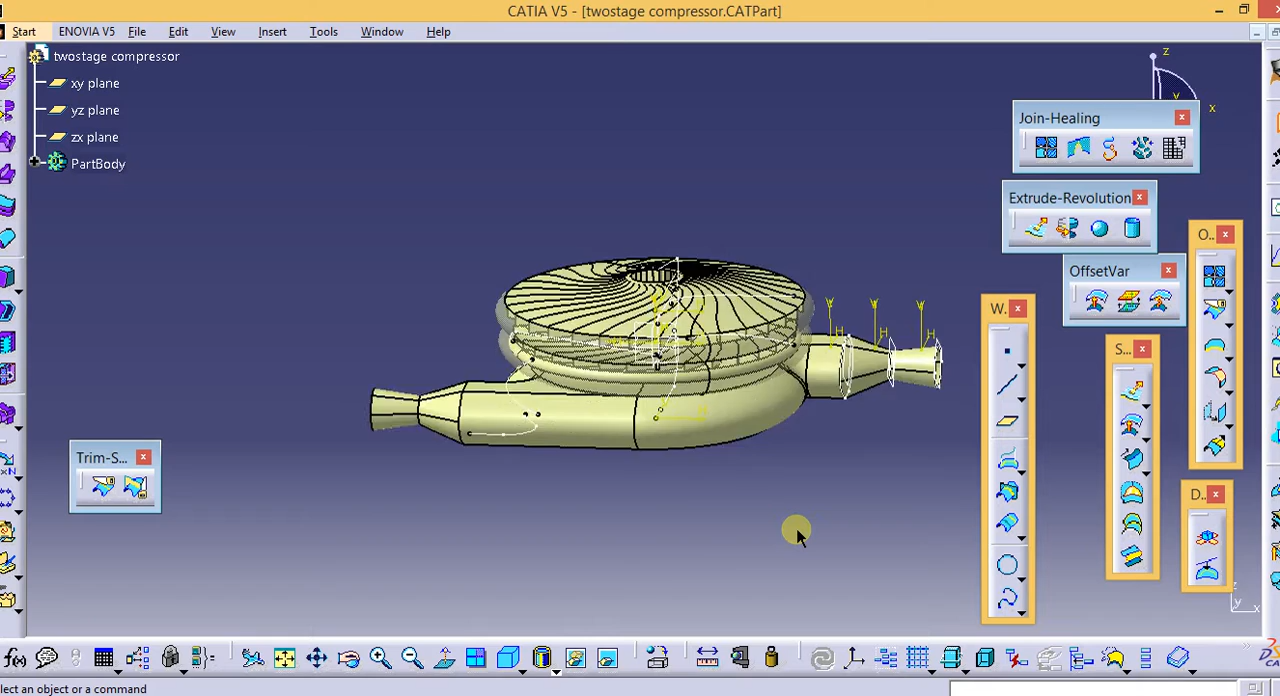 CATIA V5 - [twostage compressor.CATPart]
Start ENOVIA V5 File Edit View Insert Tools Window Help
twostage compressor
xy plane
yz plane
zx plane
PartBody
z
x
Join-Healing
Extrude-Revolution
O..
OffsetVar
W.
S...
Trim-S...
D..
H H H
z
y x
f(x)
elect an object or a command